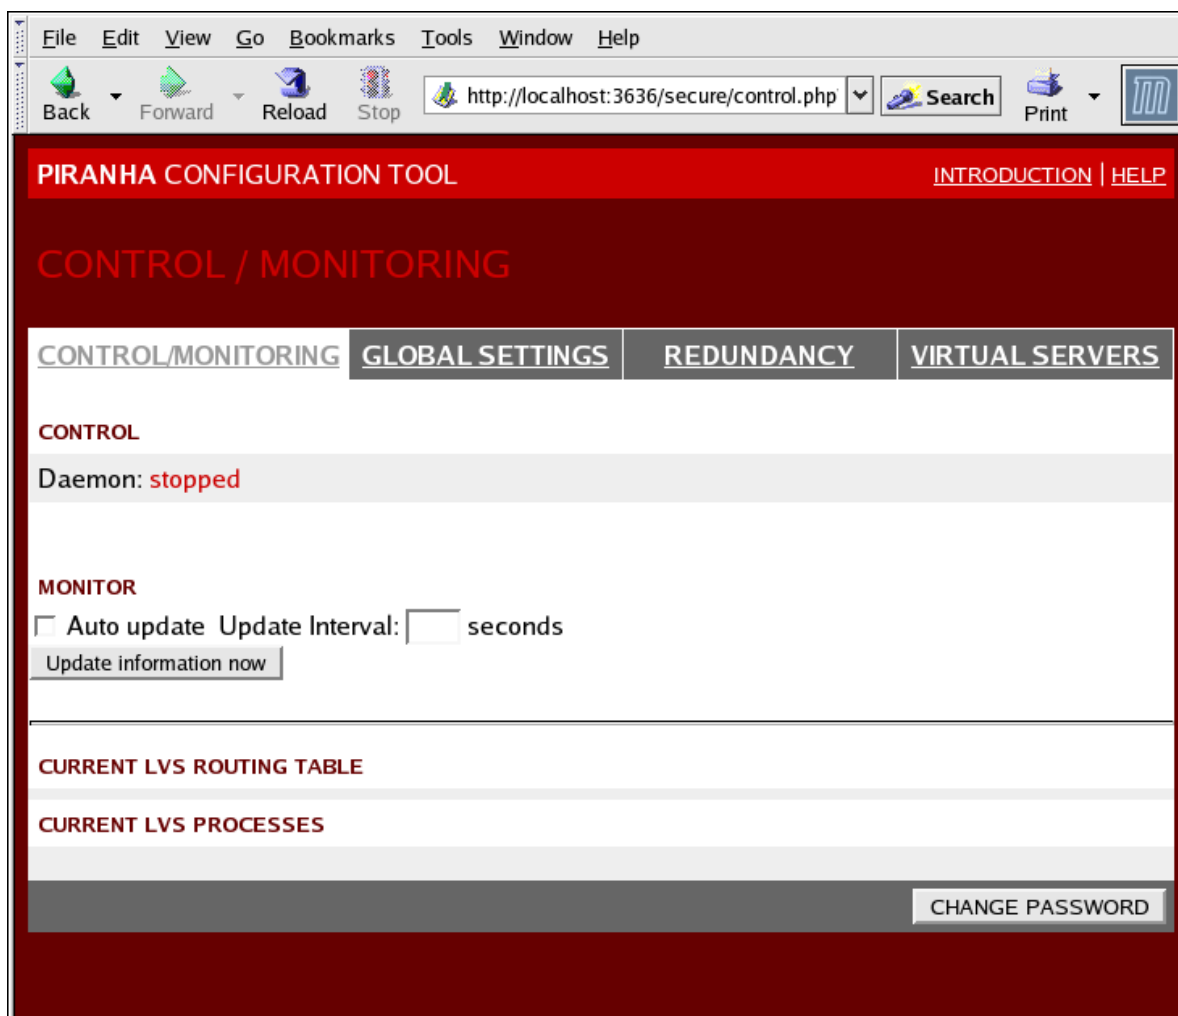 File Edit View Go Bookmarks Tools Window Help
Back Forward Reload Stop http://localhost:3636/secure/control.php Search Print
PIRANHA CONFIGURATION TOOL INTRODUCTION | HELP
CONTROL / MONITORING
CONTROL/MONITORING GLOBAL SETTINGS REDUNDANCY VIRTUAL SERVERS
CONTROL
Daemon: stopped
MONITOR
Auto update Update Interval: seconds
Update information now
CURRENT LVS ROUTING TABLE
CURRENT LVS PROCESSES
CHANGE PASSWORD